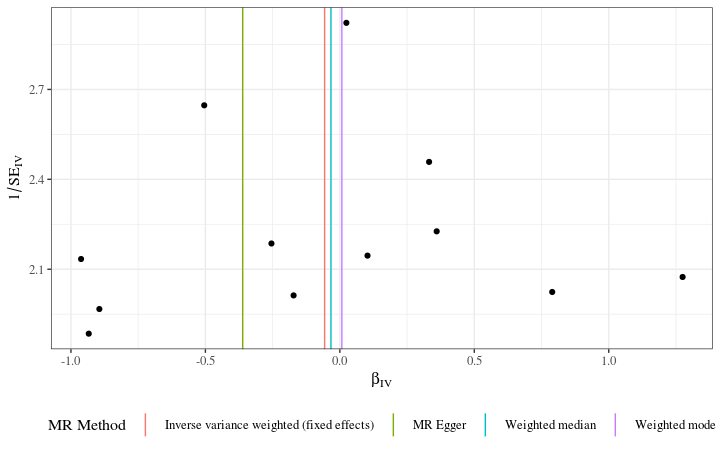 2.7
2.4
2.1
1/SE_IV
-1.0 -0.5 0.0 0.5 1.0
β_IV
MR Method Inverse variance weighted (fixed effects) MR Egger Weighted median Weighted mode